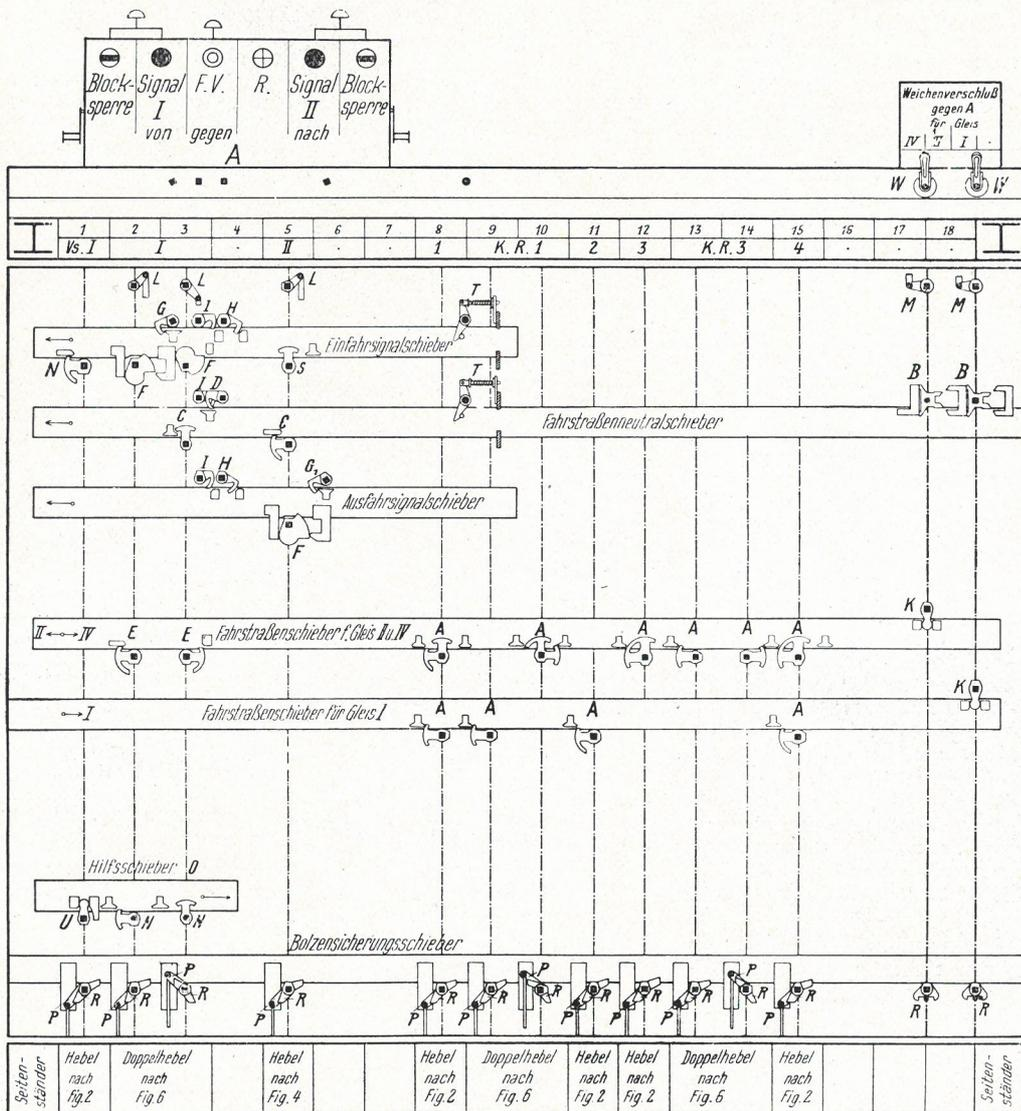 Block-
sperre
Signal
I
von
F.V.
gegen
R.
Signal
II
nach
Block-
sperre
A
Weichenverschluß
gegen A
für Gleis
IV I
W W
1 2 3 4 5 6 7 8 9 10 11 12 13 14 15 16 17 18
Vs. I I . II . . 1 K. R. 1 2 3 K. R. 3 4 . . .
L L L M M
G I H T
Einfahrsignalschieber
N F F S
I D T B B
C C
Fahrstraßenneutralschieber
I H G₁
Ausfahrsignalschieber
F
K
II IV E E Fahrstraßenschieber f. Gleis II u. IV A A A A A A
K
I Fahrstraßenschieber für Gleis I A A A A
Hilfsschieber O
U M N
Bolzensicherungsschieber
P P P P P
R R R R R R R R R R R R R R
P P P P P P P P P
Seiten-
ständer
Hebel
nach
Fig. 2
Doppelhebel
nach
Fig. 6
Hebel
nach
Fig. 4
Hebel
nach
Fig. 2
Doppelhebel
nach
Fig. 6
Hebel
nach
Fig. 2
Hebel
nach
Fig. 2
Doppelhebel
nach
Fig. 6
Hebel
nach
Fig. 2
Seiten-
ständer